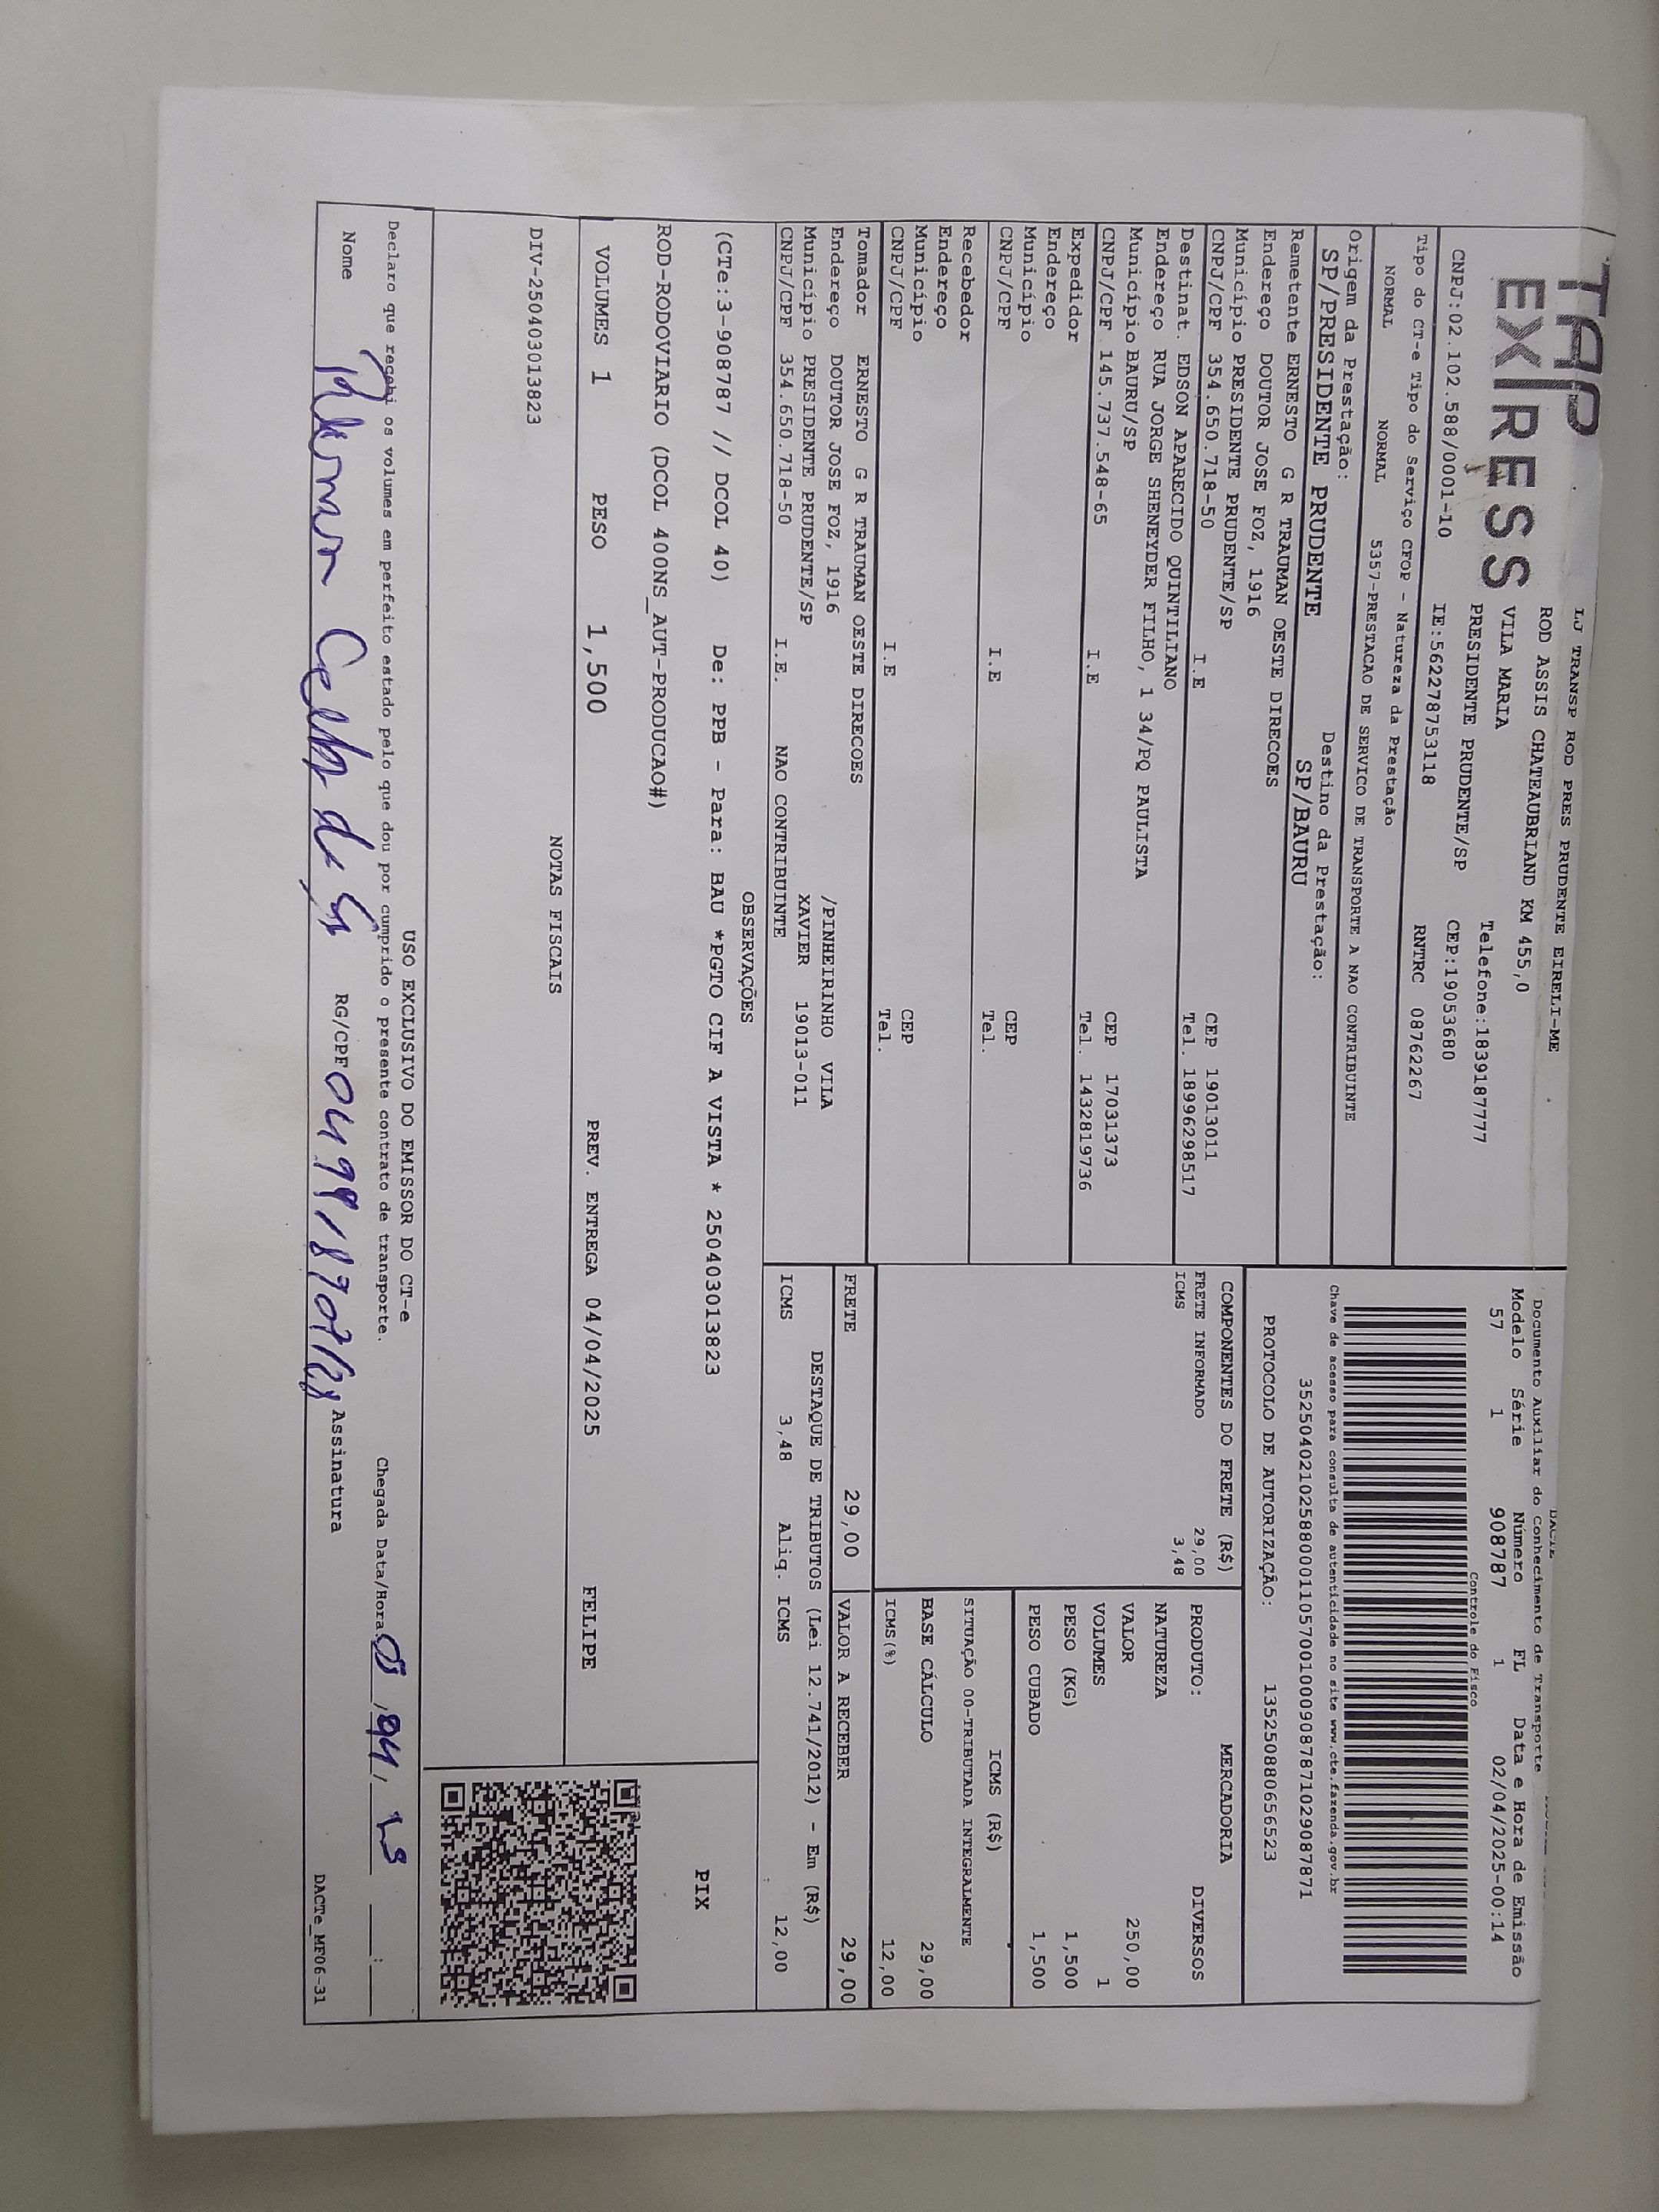 TAP
EXPRESS
LJ TRANSP ROD PRES PRUDENTE EIRELI-ME
ROD ASSIS CHATEAUBRIAND KM 455,0
VILA MARIA
Telefone:1839187777
PRESIDENTE PRUDENTE/SP CEP:19053680
CNPJ:02.102.588/0001-10 IE:562278753118 RNTRC 08762267
Tipo do CT-e Tipo do Serviço CFOP - Natureza da Prestação
NORMAL NORMAL 5357-PRESTACAO DE SERVICO DE TRANSPORTE A NAO CONTRIBUINTE
Origem da Prestação: Destino da Prestação:
SP/PRESIDENTE PRUDENTE SP/BAURU
DACTE
Documento Auxiliar do Conhecimento de Transporte
Modelo Série Número FL Data e Hora de Emissão
57 1 908787 1 02/04/2025-00:14
Controle do Fisco
Chave de acesso para consulta de autenticidade no site www.cte.fazenda.gov.br
35250402102588000110570010009087871029087871
PROTOCOLO DE AUTORIZAÇÃO: 135250880656523
Remetente ERNESTO G R TRAUMAN OESTE DIRECOES
Endereço DOUTOR JOSE FOZ, 1916
Município PRESIDENTE PRUDENTE/SP CEP 19013011
CNPJ/CPF 354.650.718-50 I.E Tel. 18996298517
Destinat. EDSON APARECIDO QUINTILIANO
Endereço RUA JORGE SHENEYDER FILHO, 1 34/PQ PAULISTA
Município BAURU/SP CEP 17031373
CNPJ/CPF 145.737.548-65 I.E Tel. 1432819736
Expedidor
Endereço
Município CEP
CNPJ/CPF I.E Tel.
Recebedor
Endereço
Município CEP
CNPJ/CPF I.E Tel.
Tomador ERNESTO G R TRAUMAN OESTE DIRECOES
Endereço DOUTOR JOSE FOZ, 1916 /PINHEIRINHO VILA
Município PRESIDENTE PRUDENTE/SP XAVIER 19013-011
CNPJ/CPF 354.650.718-50 I.E. NAO CONTRIBUINTE
COMPONENTES DO FRETE (R$)
FRETE INFORMADO 29,00
ICMS 3,48
MERCADORIA
PRODUTO: DIVERSOS
NATUREZA
VALOR 250,00
VOLUMES 1
PESO (KG) 1,500
PESO CUBADO 1,500
ICMS (R$)
SITUAÇÃO 00-TRIBUTADA INTEGRALMENTE
BASE CÁLCULO 29,00
ICMS(%) 12,00
FRETE 29,00 VALOR A RECEBER 29,00
DESTAQUE DE TRIBUTOS (Lei 12.741/2012) - Em (R$)
ICMS 3,48 Aliq. ICMS 12,00
OBSERVAÇÕES
(CTe:3-908787 // DCOL 40) De: PPB - Para: BAU *PGTO CIF A VISTA * 250403013823
ROD-RODOVIARIO (DCOL 400NS_AUT-PRODUCAO#)
PIX
VOLUMES 1 PESO 1,500 PREV. ENTREGA 04/04/2025 FELIPE
NOTAS FISCAIS
DIV-250403013823
USO EXCLUSIVO DO EMISSOR DO CT-e
Declaro que recebi os volumes em perfeito estado pelo que dou por cumprido o presente contrato de transporte. Chegada Data/Hora
Nome RG/CPF Assinatura
DACTe_MF06-31